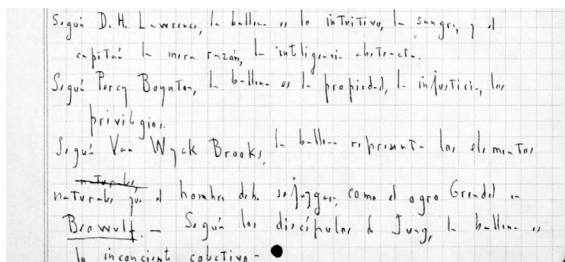 Según D. H. Lawrence, la ballena es lo intuitivo, la sangre, y el
capitán la mera razón, la inteligencia abstracta.
Según Percy Boynton, la ballena es la propiedad, la injusticia, los
privilegios.
Según Van Wyck Brooks, la ballena representa los elementos
naturales
naturales que el hombre debe sojuzgar, como el ogro Grendel en
Beowulf. — Según los discípulos de Jung, la ballena es
lo inconscient colectivo -